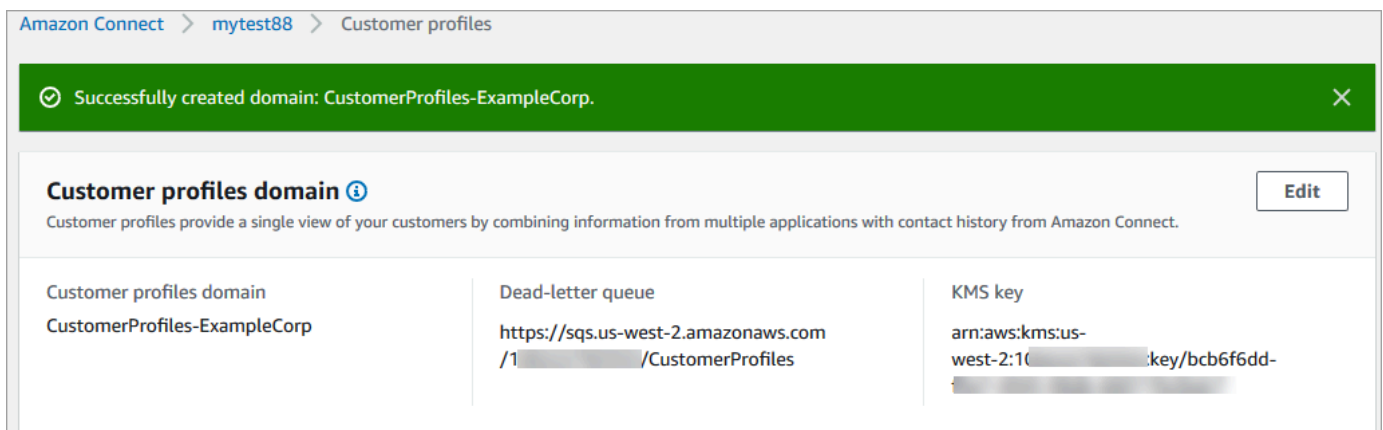 Amazon Connect > mytest88 > Customer profiles
Successfully created domain: CustomerProfiles-ExampleCorp.
Customer profiles domain
Edit
Customer profiles provide a single view of your customers by combining information from multiple applications with contact history from Amazon Connect.
Customer profiles domain
CustomerProfiles-ExampleCorp
Dead-letter queue
https://sqs.us-west-2.amazonaws.com
/1 /CustomerProfiles
KMS key
arn:aws:kms:us-
west-2:10 :key/bcb6f6dd-